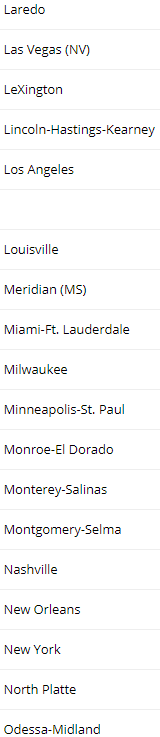 Laredo
Las Vegas (NV)
LeXington
Lincoln-Hastings-Kearney
Los Angeles
Louisville
Meridian (MS)
Miami-Ft. Lauderdale
Milwaukee
Minneapolis-St. Paul
Monroe-El Dorado
Monterey-Salinas
Montgomery-Selma
Nashville
New Orleans
New York
North Platte
Odessa-Midland